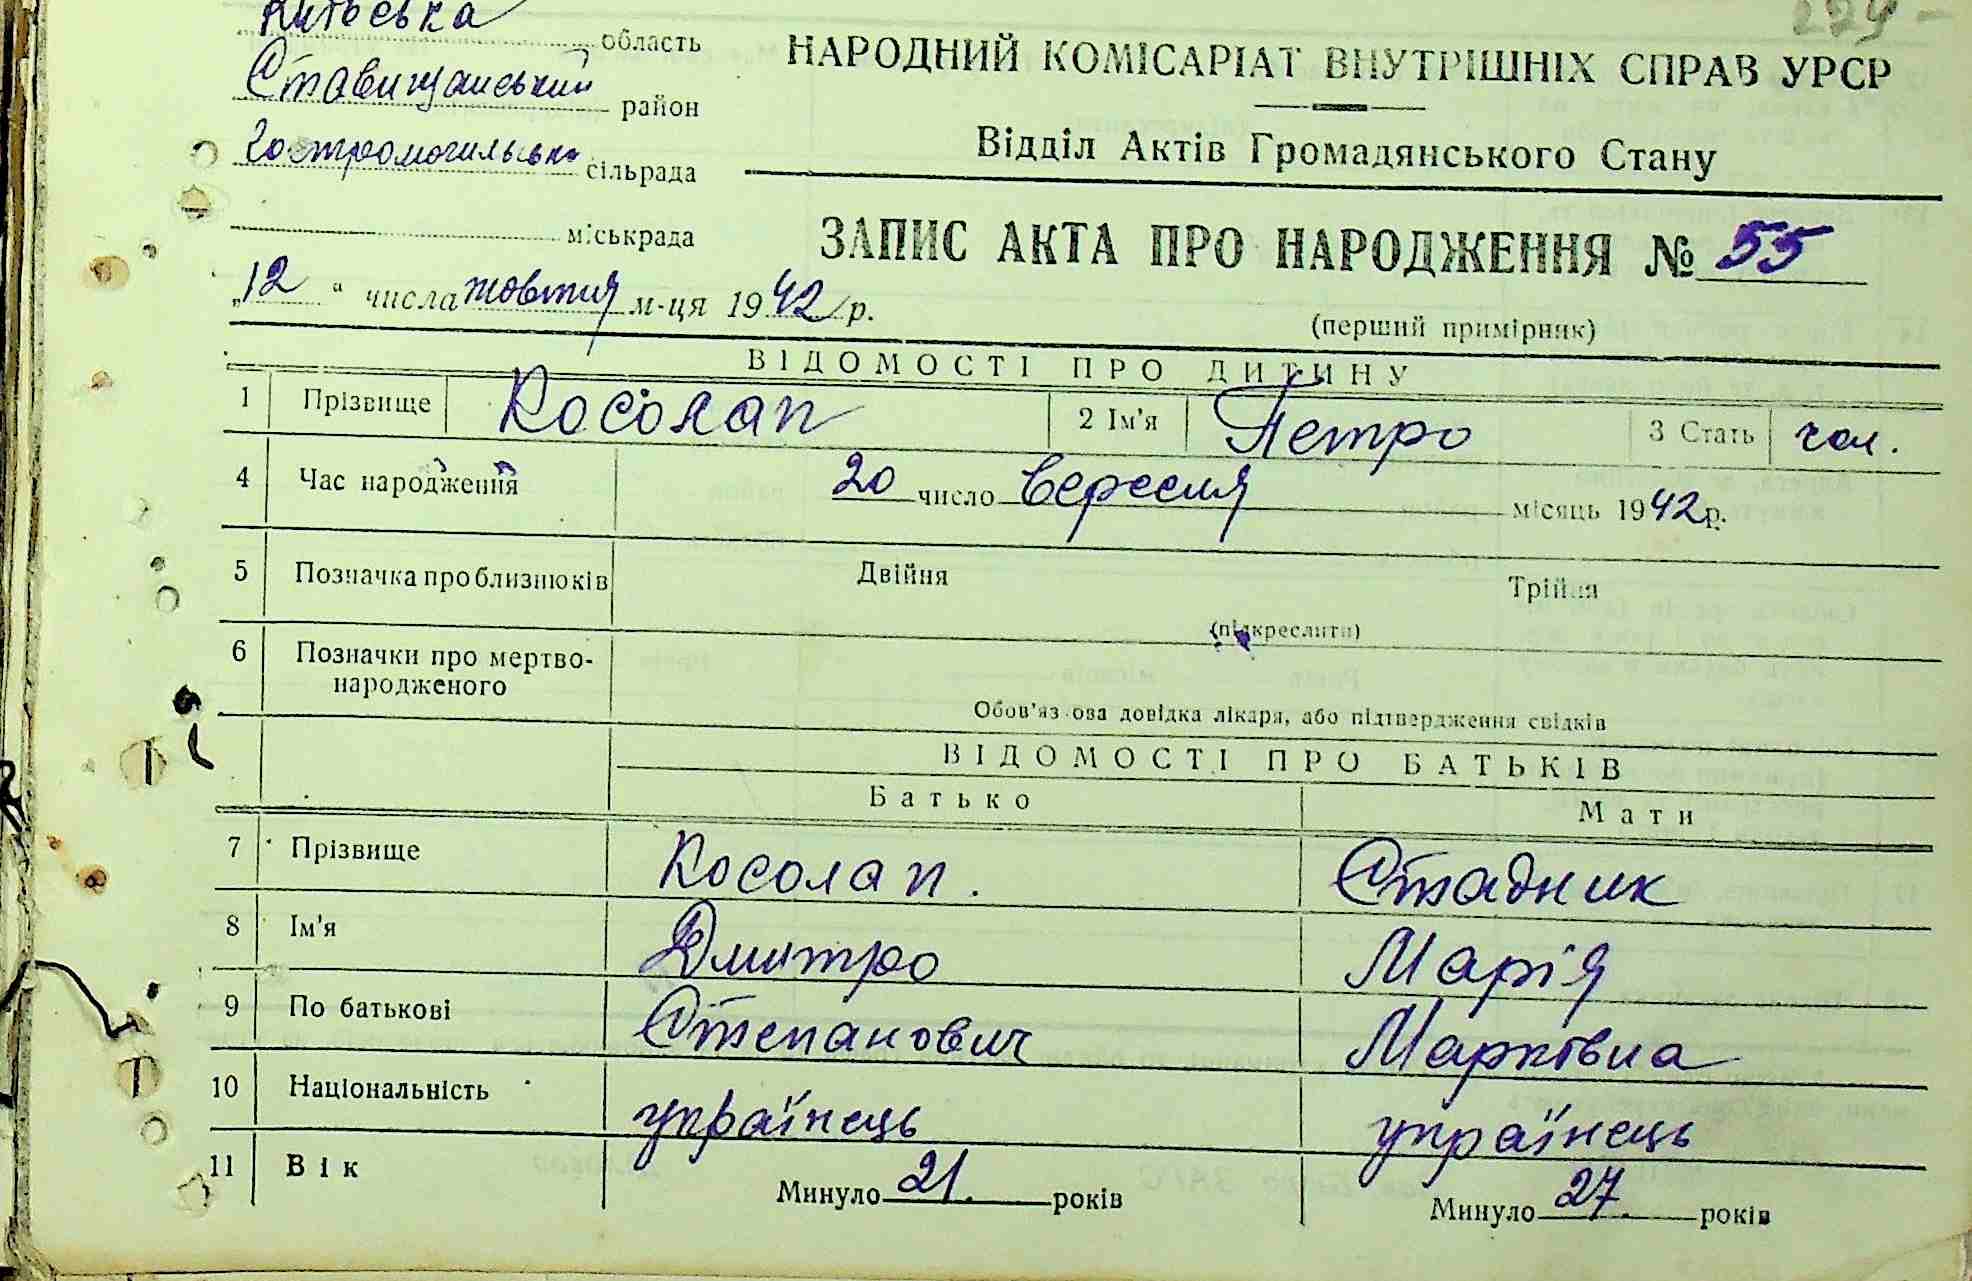 Київська область
Ставищанський район
Гостромогильська сільрада
міськрада
"12" числа жовтня м-ця 1942 р.
224-
НАРОДНИЙ КОМІСАРІАТ ВНУТРІШНІХ СПРАВ УРСР
Відділ Актів Громадянського Стану
ЗАПИС АКТА ПРО НАРОДЖЕННЯ № 55
(перший примірник)
ВІДОМОСТІ ПРО ДИТИНУ
1 Прізвище Косолап 2 Ім'я Петро 3 Стать чол.
4 Час народження 20 число вересня місяць 1942 р.
5 Позначка про близнюків Двійня Трійня
(підкреслити)
6 Позначки про мертво-
народженого
Обов'язкова довідка лікаря, або підтвердження свідків
ВІДОМОСТІ ПРО БАТЬКІВ
Батько Мати
7 Прізвище Косолап. Стадник
8 Ім'я Дмитро Марія
9 По батькові Степанович Марківна
10 Національність українець українець
11 Вік Минуло 21. років Минуло 27. років